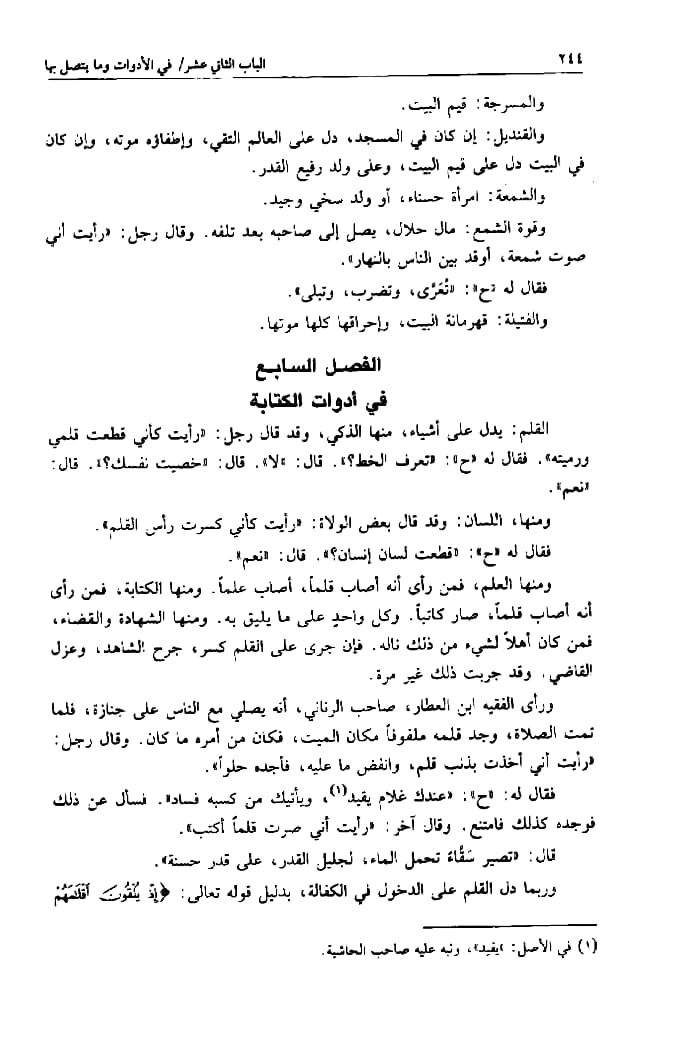 ٢٤٤ الباب الثاني عشر/ في الأدوات وما يتصل بها
والمسرجة: قيم البيت.
والقنديل: إن كان في المسجد، دل على العالم التقي، وإطفاؤه موته، وإن كان
في البيت دل على قيم البيت، وعلى ولد رفيع القدر.
والشمعة: امرأة حسناء، أو ولد سخي وجيد.
وقوة الشمع: مال حلال، يصل إلى صاحبه بعد تلفه. وقال رجل: «رأيت أني
صوت شمعة، أوقد بين الناس بالنهار».
فقال له «ح»: «تُعَرَّى، وتضرب، وتبلى».
والفتيلة: قهرمانة البيت، وإحراقها كلها موتها.
الفصل السابع
في أدوات الكتابة
القلم: يدل على أشياء، منها الذكي، وقد قال رجل: «رأيت كأني قطعت قلمي
ورميته». فقال له «ح»: «تعرف الخط؟». قال: «لا». قال: «خصيت نفسك؟». قال:
«نعم».
ومنها، اللسان: وقد قال بعض الولاة: «رأيت كأني كسرت رأس القلم».
فقال له «ح»: «قطعت لسان إنسان؟». قال: «نعم».
ومنها العلم، فمن رأى أنه أصاب قلماً، أصاب علماً. ومنها الكتابة، فمن رأى
أنه أصاب قلماً، صار كاتباً. وكل واحدٍ على ما يليق به. ومنها الشهادة والقضاء،
فمن كان أهلاً لشيء من ذلك ناله. فإن جرى على القلم كسر، جرح الشاهد، وعزل
القاضي. وقد جربت ذلك غير مرة.
ورأى الفقيه ابن العطار، صاحب الرناني، أنه يصلي مع الناس على جنازة، فلما
تمت الصلاة، وجد قلمه ملفوفاً مكان الميت، فكان من أمره ما كان. وقال رجل:
«رأيت أني أخذت بذنب قلم، وانفض ما عليه، فأجده حلواً».
فقال له: «ح»: «عندك غلام يقيد(١)، ويأتيك من كسبه فساد». فسأل عن ذلك
فوجده كذلك فامتنع. وقال آخر: «رأيت أني صرت قلماً أكتب».
قال: «تصير سَقَّاءً تحمل الماء، لجليل القدر، على قدر حسنة».
وربما دل القلم على الدخول في الكفالة، بدليل قوله تعالى: ﴿إِذْ يُلْقُونَ أَقْلَامَهُمْ
(١) في الأصل: «يقيد»، ونبه عليه صاحب الحاشية.